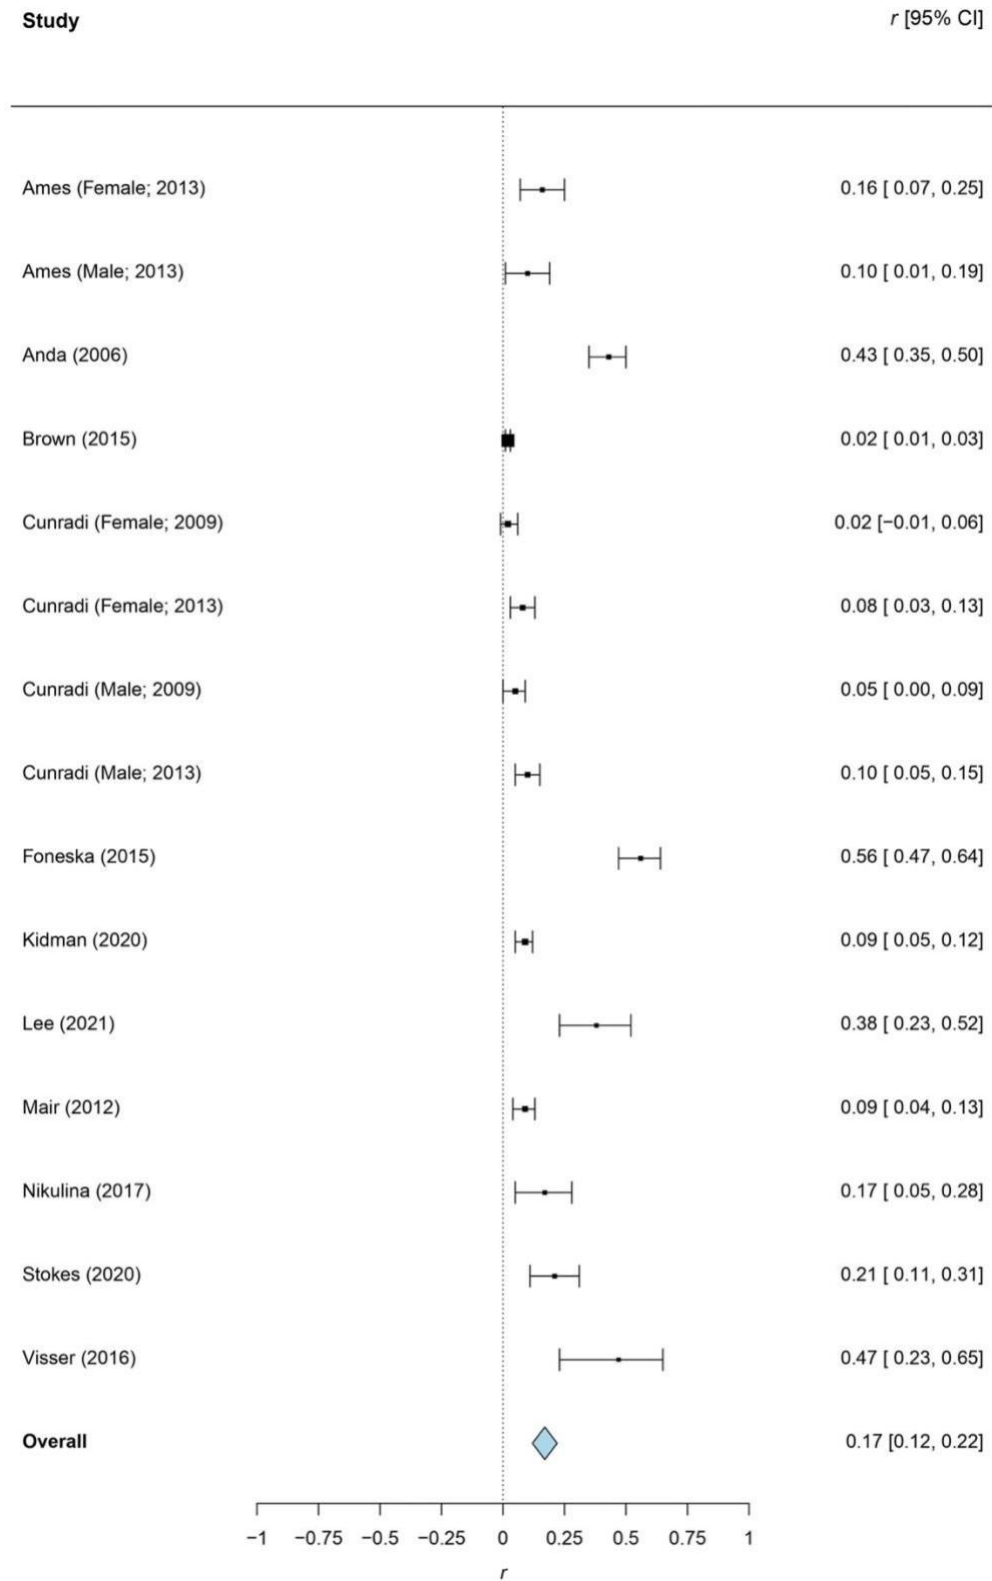 Study r [95% CI]
Ames (Female; 2013) 0.16 [ 0.07, 0.25]
Ames (Male; 2013) 0.10 [ 0.01, 0.19]
Anda (2006) 0.43 [ 0.35, 0.50]
Brown (2015) 0.02 [ 0.01, 0.03]
Cunradi (Female; 2009) 0.02 [−0.01, 0.06]
Cunradi (Female; 2013) 0.08 [ 0.03, 0.13]
Cunradi (Male; 2009) 0.05 [ 0.00, 0.09]
Cunradi (Male; 2013) 0.10 [ 0.05, 0.15]
Foneska (2015) 0.56 [ 0.47, 0.64]
Kidman (2020) 0.09 [ 0.05, 0.12]
Lee (2021) 0.38 [ 0.23, 0.52]
Mair (2012) 0.09 [ 0.04, 0.13]
Nikulina (2017) 0.17 [ 0.05, 0.28]
Stokes (2020) 0.21 [ 0.11, 0.31]
Visser (2016) 0.47 [ 0.23, 0.65]
Overall 0.17 [0.12, 0.22]
−1 −0.75 −0.5 −0.25 0 0.25 0.5 0.75 1
r